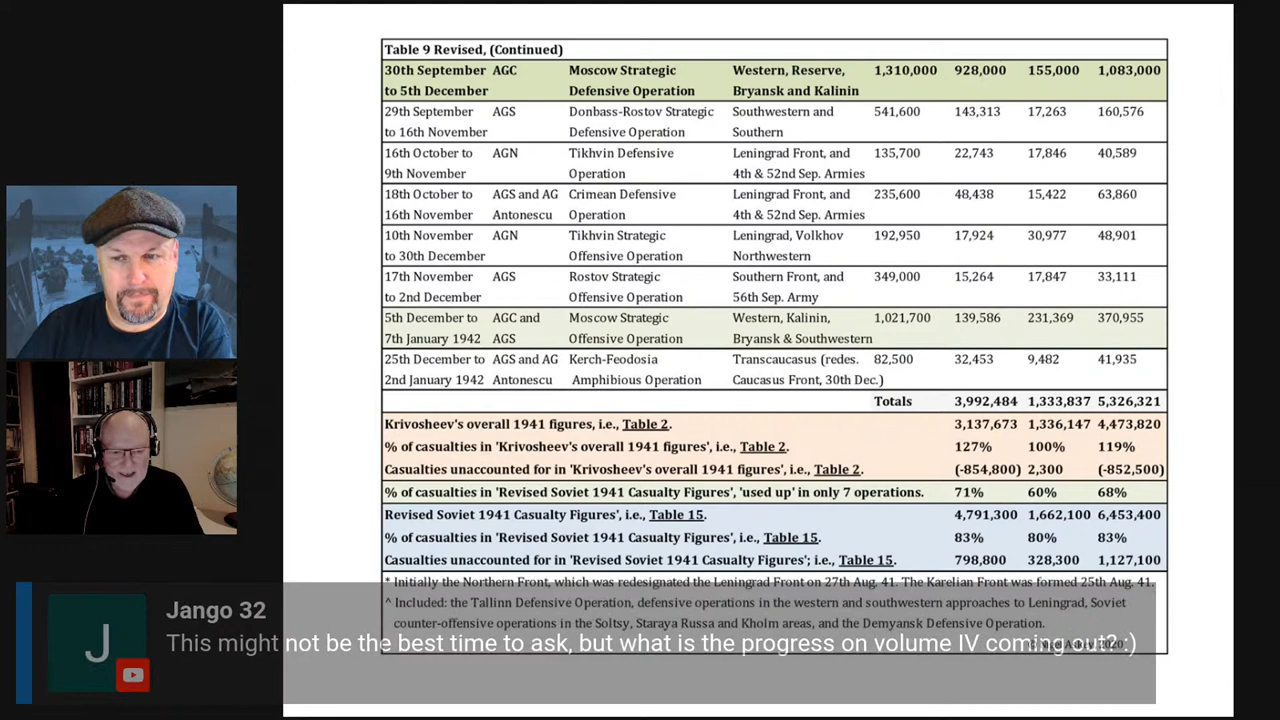 Table 9 Revised, (Continued)
30th September AGC Moscow Strategic Western, Reserve, 1,310,000 928,000 155,000 1,083,000
to 5th December Defensive Operation Bryansk and Kalinin
29th September AGS Donbass-Rostov Strategic Southwestern and 541,600 143,313 17,263 160,576
to 16th November Defensive Operation Southern
16th October to AGN Tikhvin Defensive Leningrad Front, and 135,700 22,743 17,846 40,589
9th November Operation 4th & 52nd Sep. Armies
18th October to AGS and AG Crimean Defensive Leningrad Front, and 235,600 48,438 15,422 63,860
16th November Antonescu Operation 4th & 52nd Sep. Armies
10th November AGN Tikhvin Strategic Leningrad, Volkhov 192,950 17,924 30,977 48,901
to 30th December Offensive Operation Northwestern
17th November AGS Rostov Strategic Southern Front, and 349,000 15,264 17,847 33,111
to 2nd December Offensive Operation 56th Sep. Army
5th December to AGC and Moscow Strategic Western, Kalinin, 1,021,700 139,586 231,369 370,955
7th January 1942 AGS Offensive Operation Bryansk & Southwestern
25th December to AGS and AG Kerch-Feodosia Transcaucasus (redes. 82,500 32,453 9,482 41,935
2nd January 1942 Antonescu Amphibious Operation Caucasus Front, 30th Dec.)
Totals 3,992,484 1,333,837 5,326,321
Krivosheev's overall 1941 figures, i.e., Table 2. 3,137,673 1,336,147 4,473,820
% of casualties in 'Krivosheev's overall 1941 figures', i.e., Table 2. 127% 100% 119%
Casualties unaccounted for in 'Krivosheev's overall 1941 figures', i.e., Table 2. (-854,800) 2,300 (-852,500)
% of casualties in 'Revised Soviet 1941 Casualty Figures', 'used up' in only 7 operations. 71% 60% 68%
Revised Soviet 1941 Casualty Figures', i.e., Table 15. 4,791,300 1,662,100 6,453,400
% of casualties in 'Revised Soviet 1941 Casualty Figures', i.e., Table 15. 83% 80% 83%
Casualties unaccounted for in 'Revised Soviet 1941 Casualty Figures'; i.e., Table 15. 798,800 328,300 1,127,100
* Initially the Northern Front, which was redesignated the Leningrad Front on 27th Aug. 41. The Karelian Front was formed 25th Aug. 41.
^ Included: the Tallinn Defensive Operation, defensive operations in the western and southwestern approaches to Leningrad, Soviet
counter-offensive operations in the Soltsy, Staraya Russa and Kholm areas, and the Demyansk Defensive Operation.
2020
J
Jango 32
This might not be the best time to ask, but what is the progress on volume IV coming out? :)